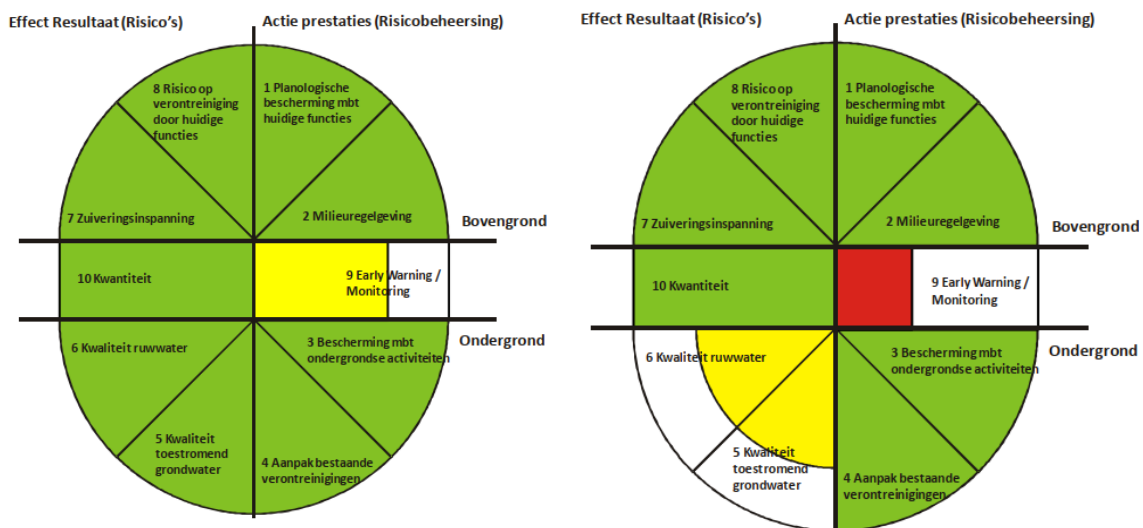 Effect Resultaat (Risico's)
Actie prestaties (Risicobeheersing)
8 Risico op
verontreiniging
door huidige
functies
1 Planologische
bescherming mbt
huidige functies
7 Zuiveringsinspanning
2 Milieuregelgeving
Bovengrond
10 Kwantiteit
9 Early Warning /
Monitoring
Ondergrond
6 Kwaliteit ruwwater
3 Bescherming mbt
ondergrondse activiteiten
5 Kwaliteit
toestromend
grondwater
4 Aanpak bestaande
verontreinigingen
Effect Resultaat (Risico's)
Actie prestaties (Risicobeheersing)
8 Risico op
verontreiniging
door huidige
functies
1 Planologische
bescherming mbt
huidige functies
7 Zuiveringsinspanning
2 Milieuregelgeving
Bovengrond
10 Kwantiteit
9 Early Warning /
Monitoring
Ondergrond
6 Kwaliteit ruwwater
3 Bescherming mbt
ondergrondse activiteiten
5 Kwaliteit
toestromend
grondwater
4 Aanpak bestaande
verontreinigingen